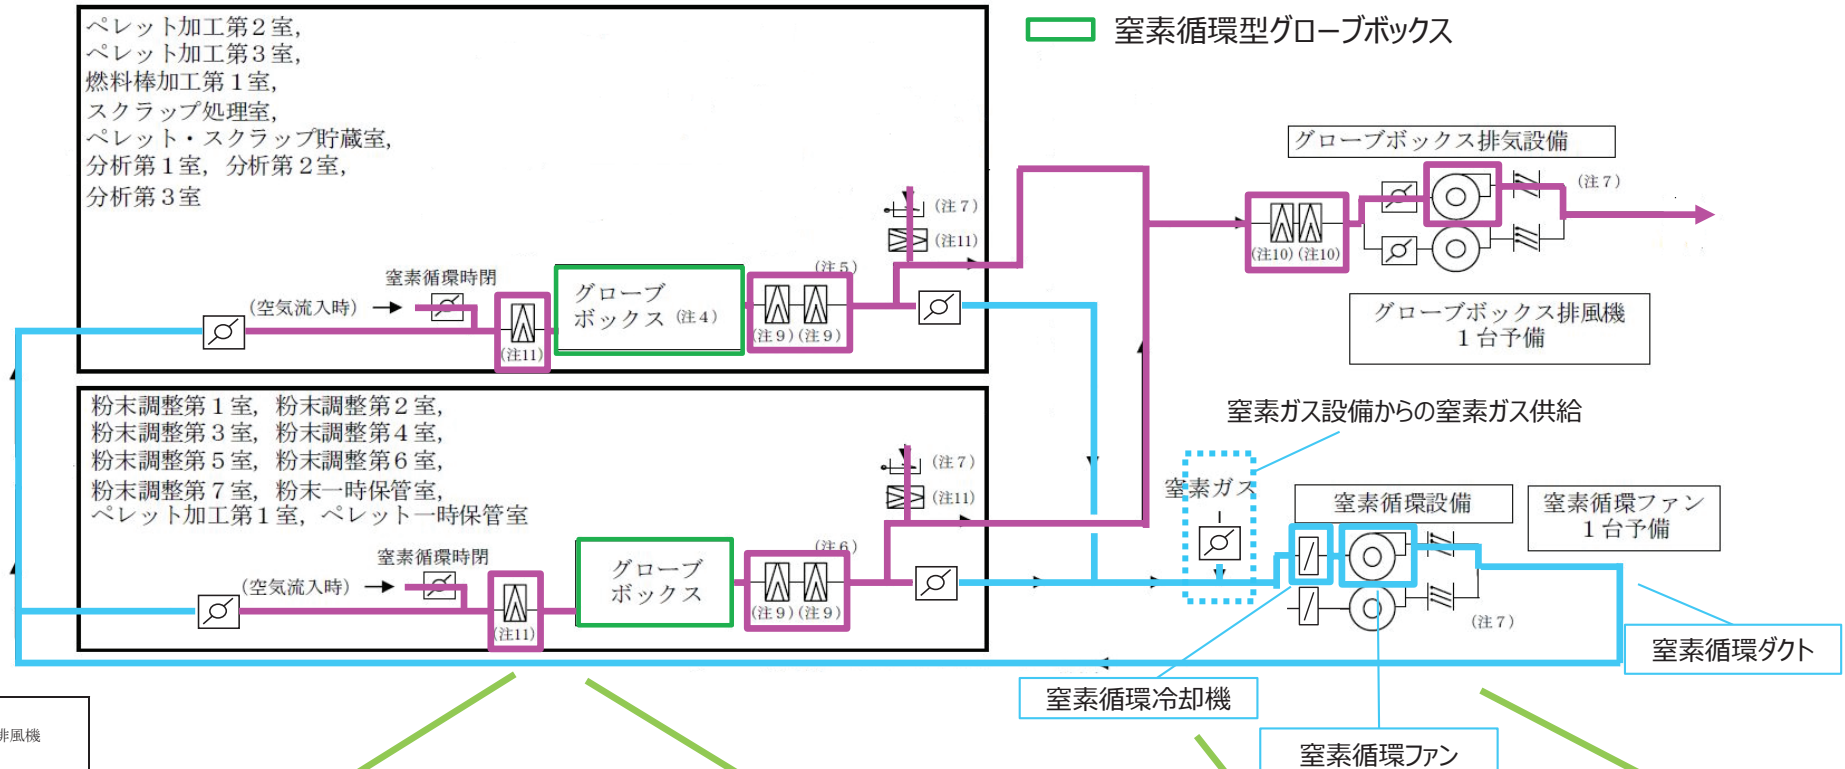 ペレット加工第２室,
ペレット加工第３室,
燃料棒加工第１室,
スクラップ処理室,
ペレット・スクラップ貯蔵室,
分析第１室, 分析第２室,
分析第３室
窒素循環型グローブボックス
(注７)
(注11)
窒素循環時閉
(空気流入時)
(注11)
グローブ
ボックス (注４)
(注５)
(注９) (注９)
グローブボックス排気設備
(注７)
(注10) (注10)
グローブボックス排風機
１台予備
粉末調整第１室, 粉末調整第２室,
粉末調整第３室, 粉末調整第４室,
粉末調整第５室, 粉末調整第６室,
粉末調整第７室, 粉末一時保管室,
ペレット加工第１室, ペレット一時保管室
(注７)
(注11)
窒素循環時閉
(空気流入時)
(注11)
グローブ
ボックス
(注６)
(注９) (注９)
窒素ガス設備からの窒素ガス供給
窒素ガス
窒素循環設備
窒素循環ファン
１台予備
(注７)
窒素循環ダクト
窒素循環冷却機
窒素循環ファン
排風機